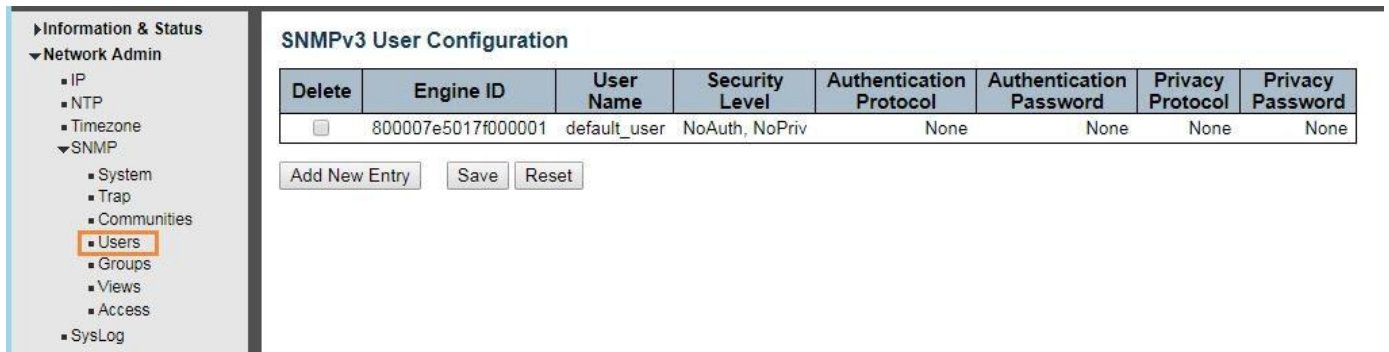 Information & Status
Network Admin
IP
NTP
Timezone
SNMP
System
Trap
Communities
Users
Groups
Views
Access
SysLog
SNMPv3 User Configuration
Delete Engine ID User Name Security Level Authentication Protocol Authentication Password Privacy Protocol Privacy Password
800007e5017f000001 default_user NoAuth, NoPriv None None None None
Add New Entry Save Reset